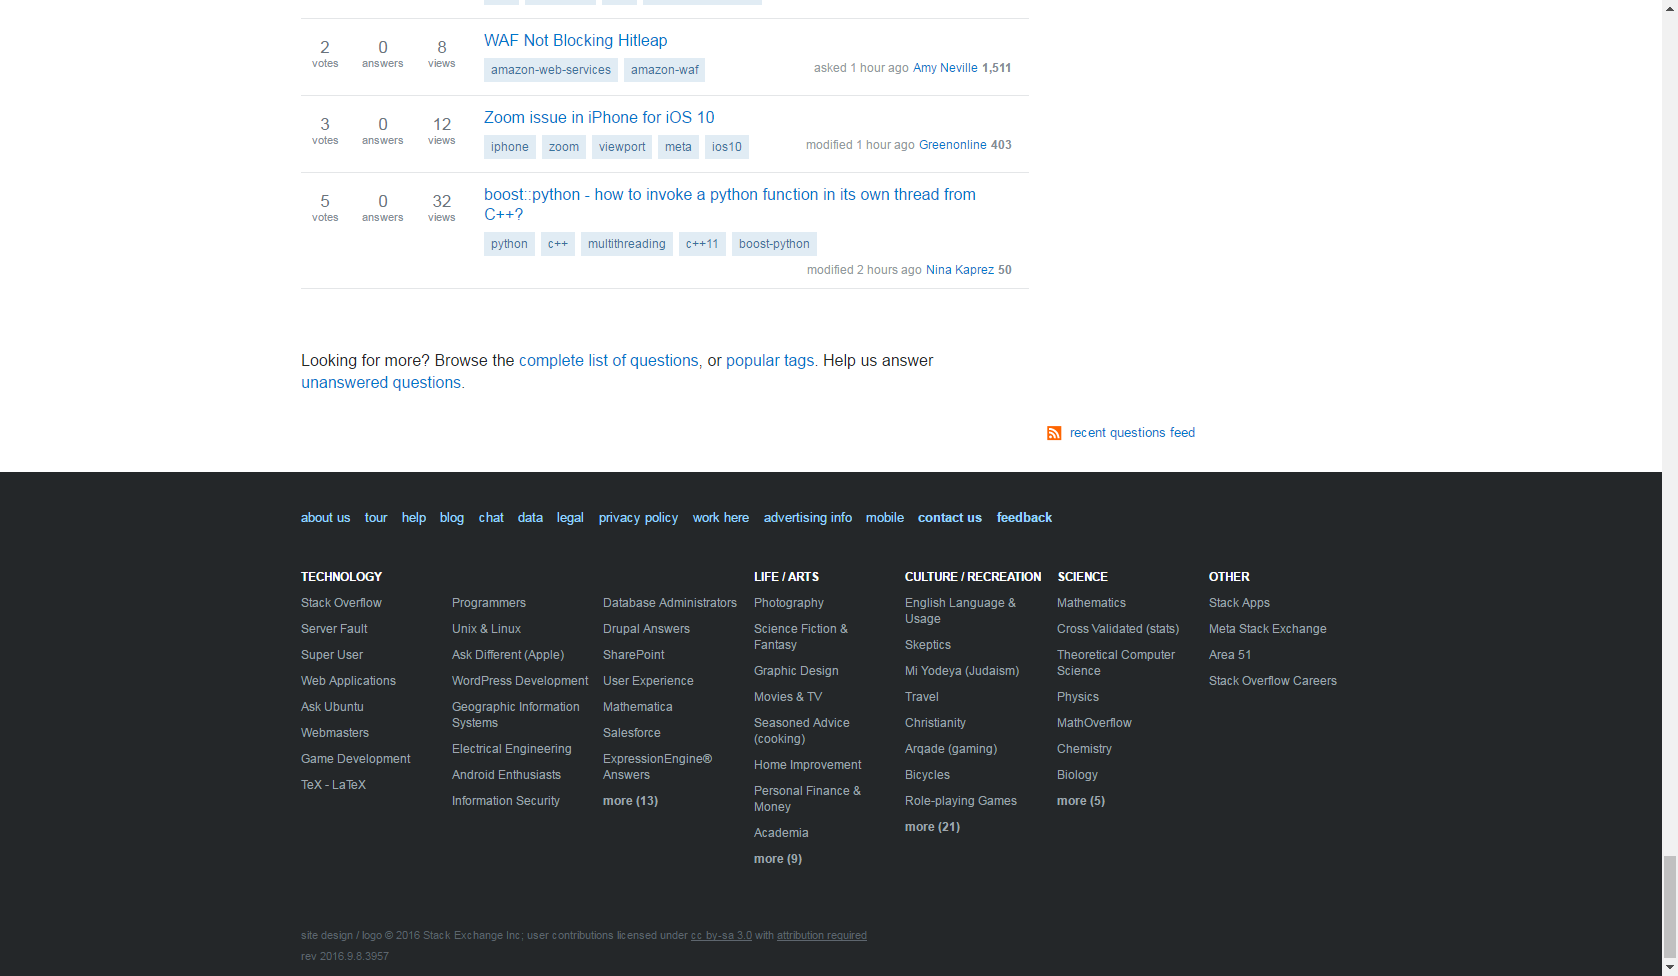 2 0 8 WAF Not Blocking Hitleap
votes answers views
amazon-web-services amazon-waf asked 1 hour ago Amy Neville 1,511
3 0 12 Zoom issue in iPhone for iOS 10
votes answers views
iphone zoom viewport meta ios10 modified 1 hour ago Greenonline 403
5 0 32 boost::python - how to invoke a python function in its own thread from
votes answers views C++?
python c++ multithreading c++11 boost-python
modified 2 hours ago Nina Kaprez 50
Looking for more? Browse the complete list of questions, or popular tags. Help us answer
unanswered questions.
recent questions feed
about us tour help blog chat data legal privacy policy work here advertising info mobile contact us feedback
TECHNOLOGY
Stack Overflow
Server Fault
Super User
Web Applications
Ask Ubuntu
Webmasters
Game Development
TeX - LaTeX
Programmers
Unix & Linux
Ask Different (Apple)
WordPress Development
Geographic Information
Systems
Electrical Engineering
Android Enthusiasts
Information Security
Database Administrators
Drupal Answers
SharePoint
User Experience
Mathematica
Salesforce
ExpressionEngine®
Answers
more (13)
LIFE / ARTS
Photography
Science Fiction &
Fantasy
Graphic Design
Movies & TV
Seasoned Advice
(cooking)
Home Improvement
Personal Finance &
Money
Academia
more (9)
CULTURE / RECREATION
English Language &
Usage
Skeptics
Mi Yodeya (Judaism)
Travel
Christianity
Arqade (gaming)
Bicycles
Role-playing Games
more (21)
SCIENCE
Mathematics
Cross Validated (stats)
Theoretical Computer
Science
Physics
MathOverflow
Chemistry
Biology
more (5)
OTHER
Stack Apps
Meta Stack Exchange
Area 51
Stack Overflow Careers
site design / logo © 2016 Stack Exchange Inc; user contributions licensed under cc by-sa 3.0 with attribution required
rev 2016.9.8.3957